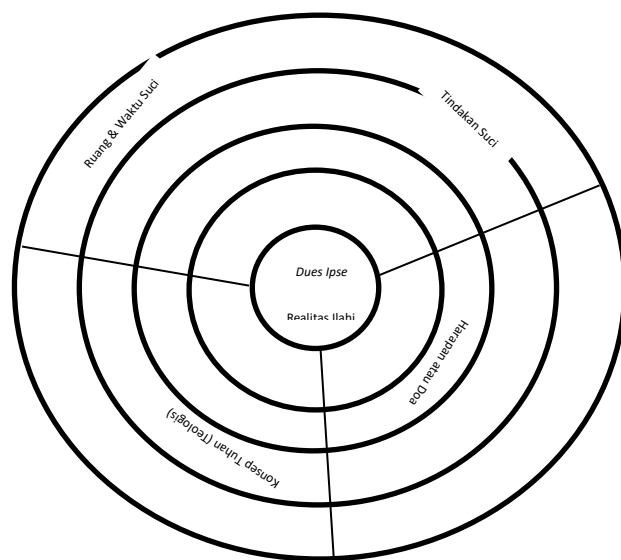 Ruang & Waktu Suci
Tindakan Suci
Dues Ipse
Realitas Ilahi
Harapan atau Doa
Konsep Tuhan (Teologis)